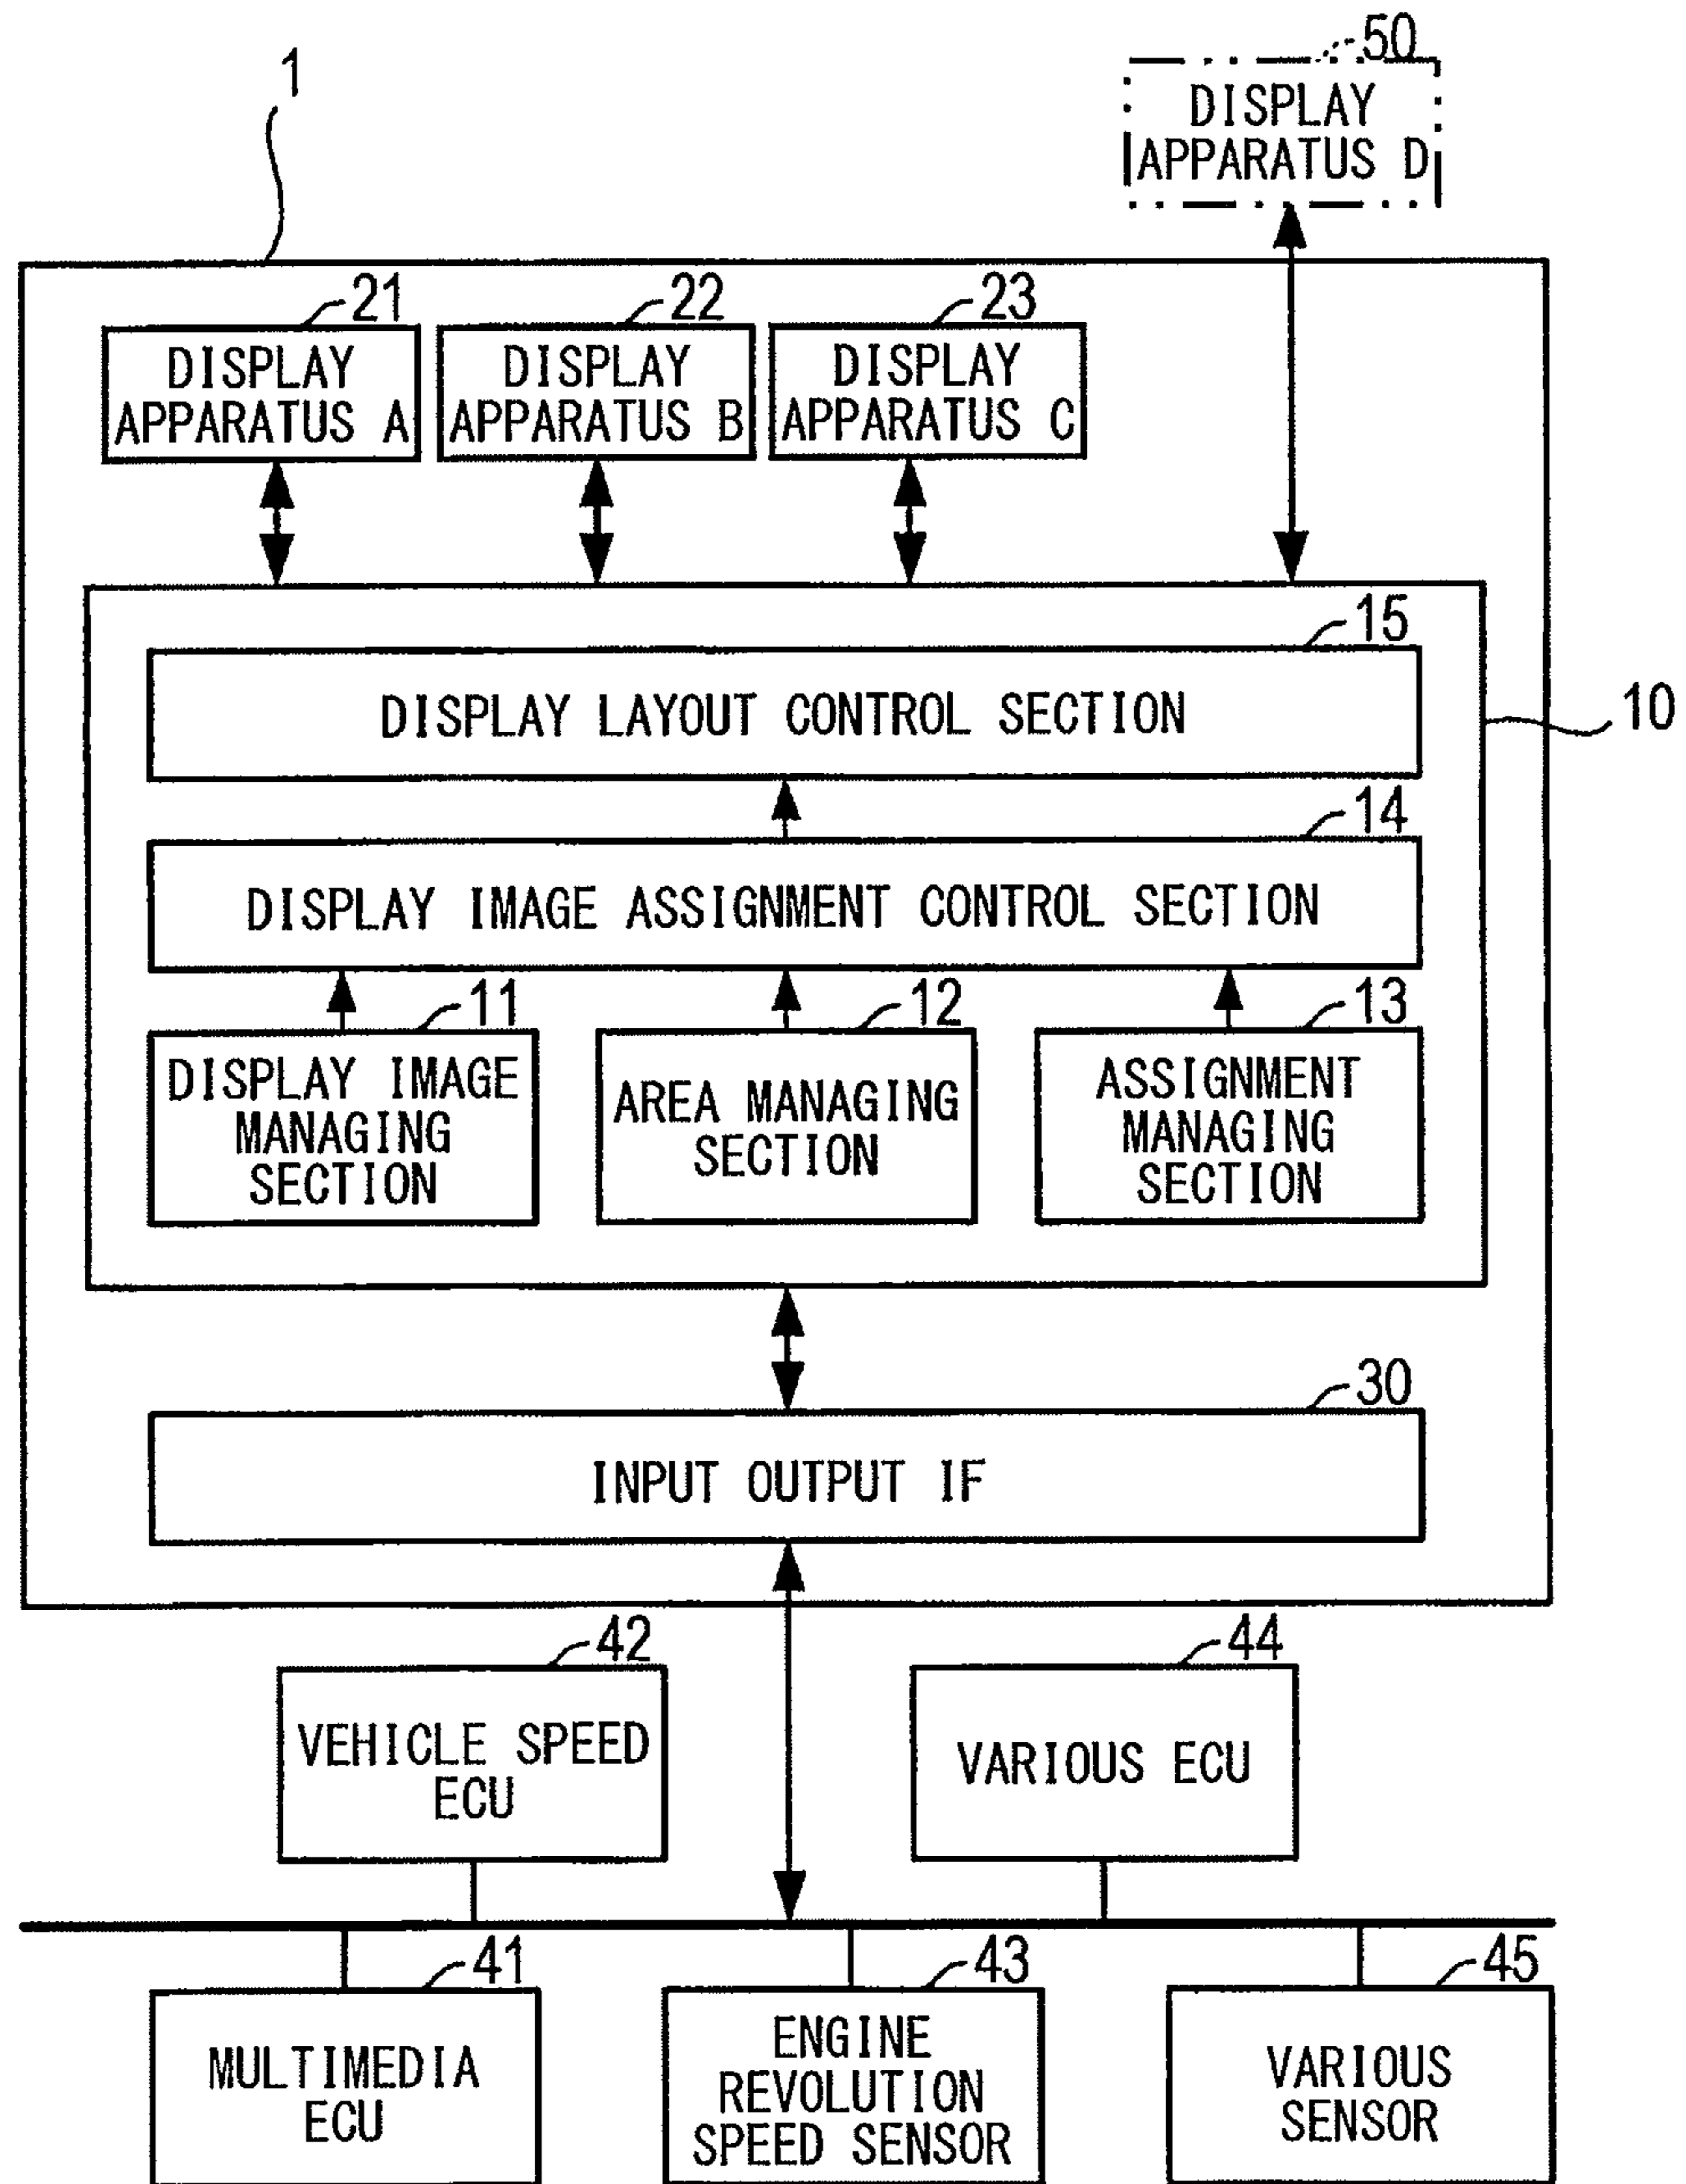 50
DISPLAY
APPARATUS D
1
21
22
23
DISPLAY
APPARATUS A
DISPLAY
APPARATUS B
DISPLAY
APPARATUS C
15
DISPLAY LAYOUT CONTROL SECTION
10
14
DISPLAY IMAGE ASSIGNMENT CONTROL SECTION
11
12
13
DISPLAY IMAGE
MANAGING
SECTION
AREA MANAGING
SECTION
ASSIGNMENT
MANAGING
SECTION
30
INPUT OUTPUT IF
42
44
VEHICLE SPEED
ECU
VARIOUS ECU
41
43
45
MULTIMEDIA
ECU
ENGINE
REVOLUTION
SPEED SENSOR
VARIOUS
SENSOR